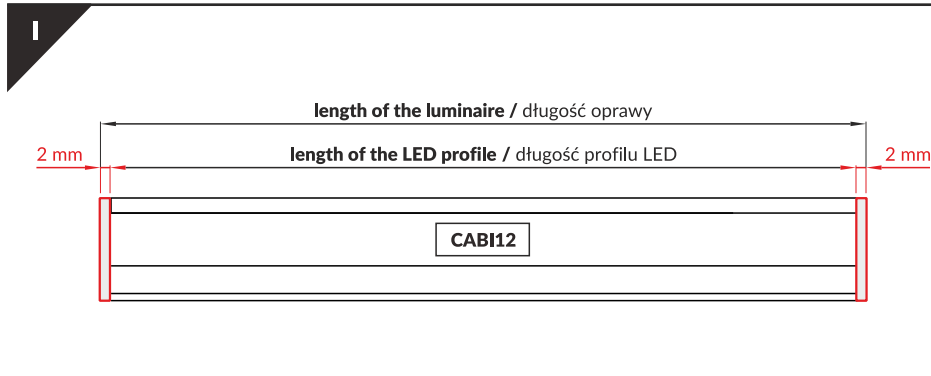 I
length of the luminaire / długość oprawy
2 mm
length of the LED profile / długość profilu LED
2 mm
CABI12